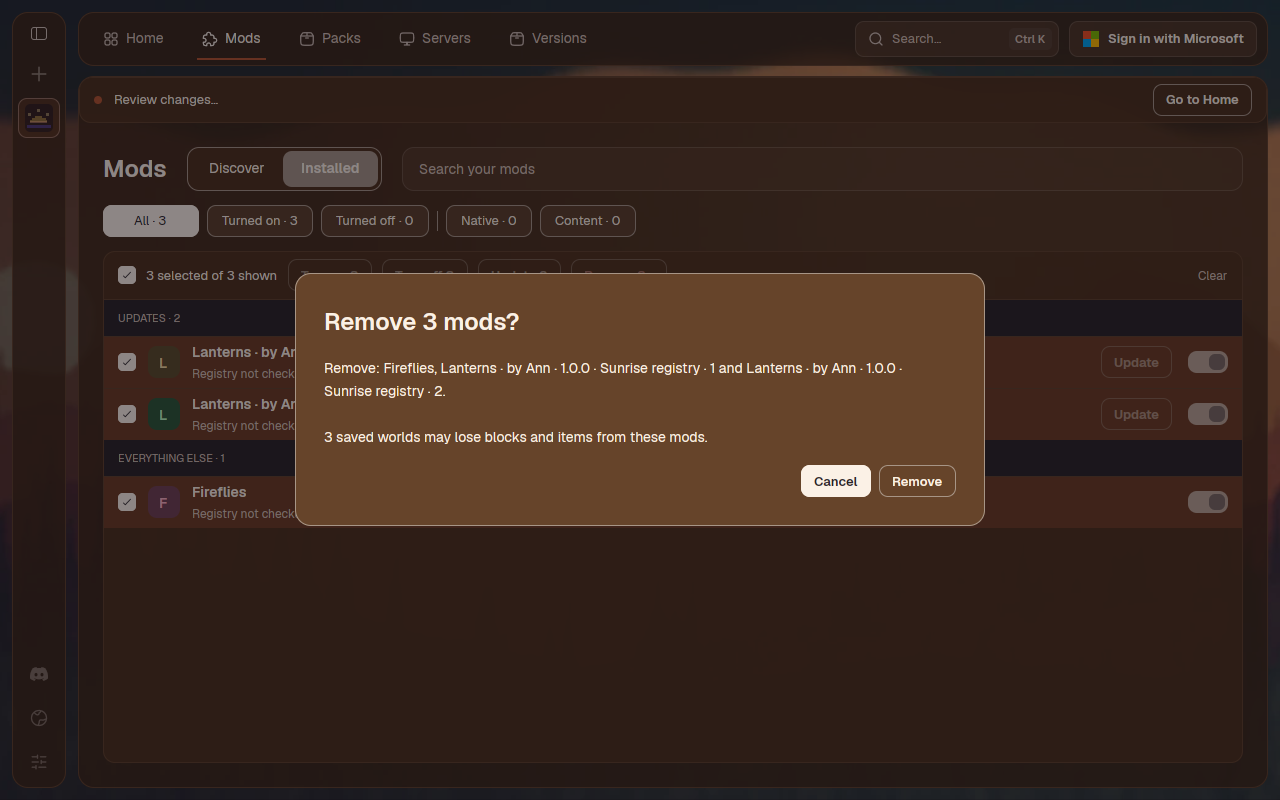 Home
Mods
Packs
Servers
Versions
Search...
Ctrl K
Sign in with Microsoft
Review changes...
Go to Home
Mods
Discover
Installed
Search your mods
All · 3
Turned on · 3
Turned off · 0
Native · 0
Content · 0
3 selected of 3 shown
Clear
UPDATES · 2
Lanterns · by An
Registry not check
Update
L
Lanterns · by An
Registry not check
Update
L
EVERYTHING ELSE · 1
F
Fireflies
Registry not check
Remove 3 mods?
Remove: Fireflies, Lanterns · by Ann · 1.0.0 · Sunrise registry · 1 and Lanterns · by Ann · 1.0.0 ·
Sunrise registry · 2.
3 saved worlds may lose blocks and items from these mods.
Cancel
Remove